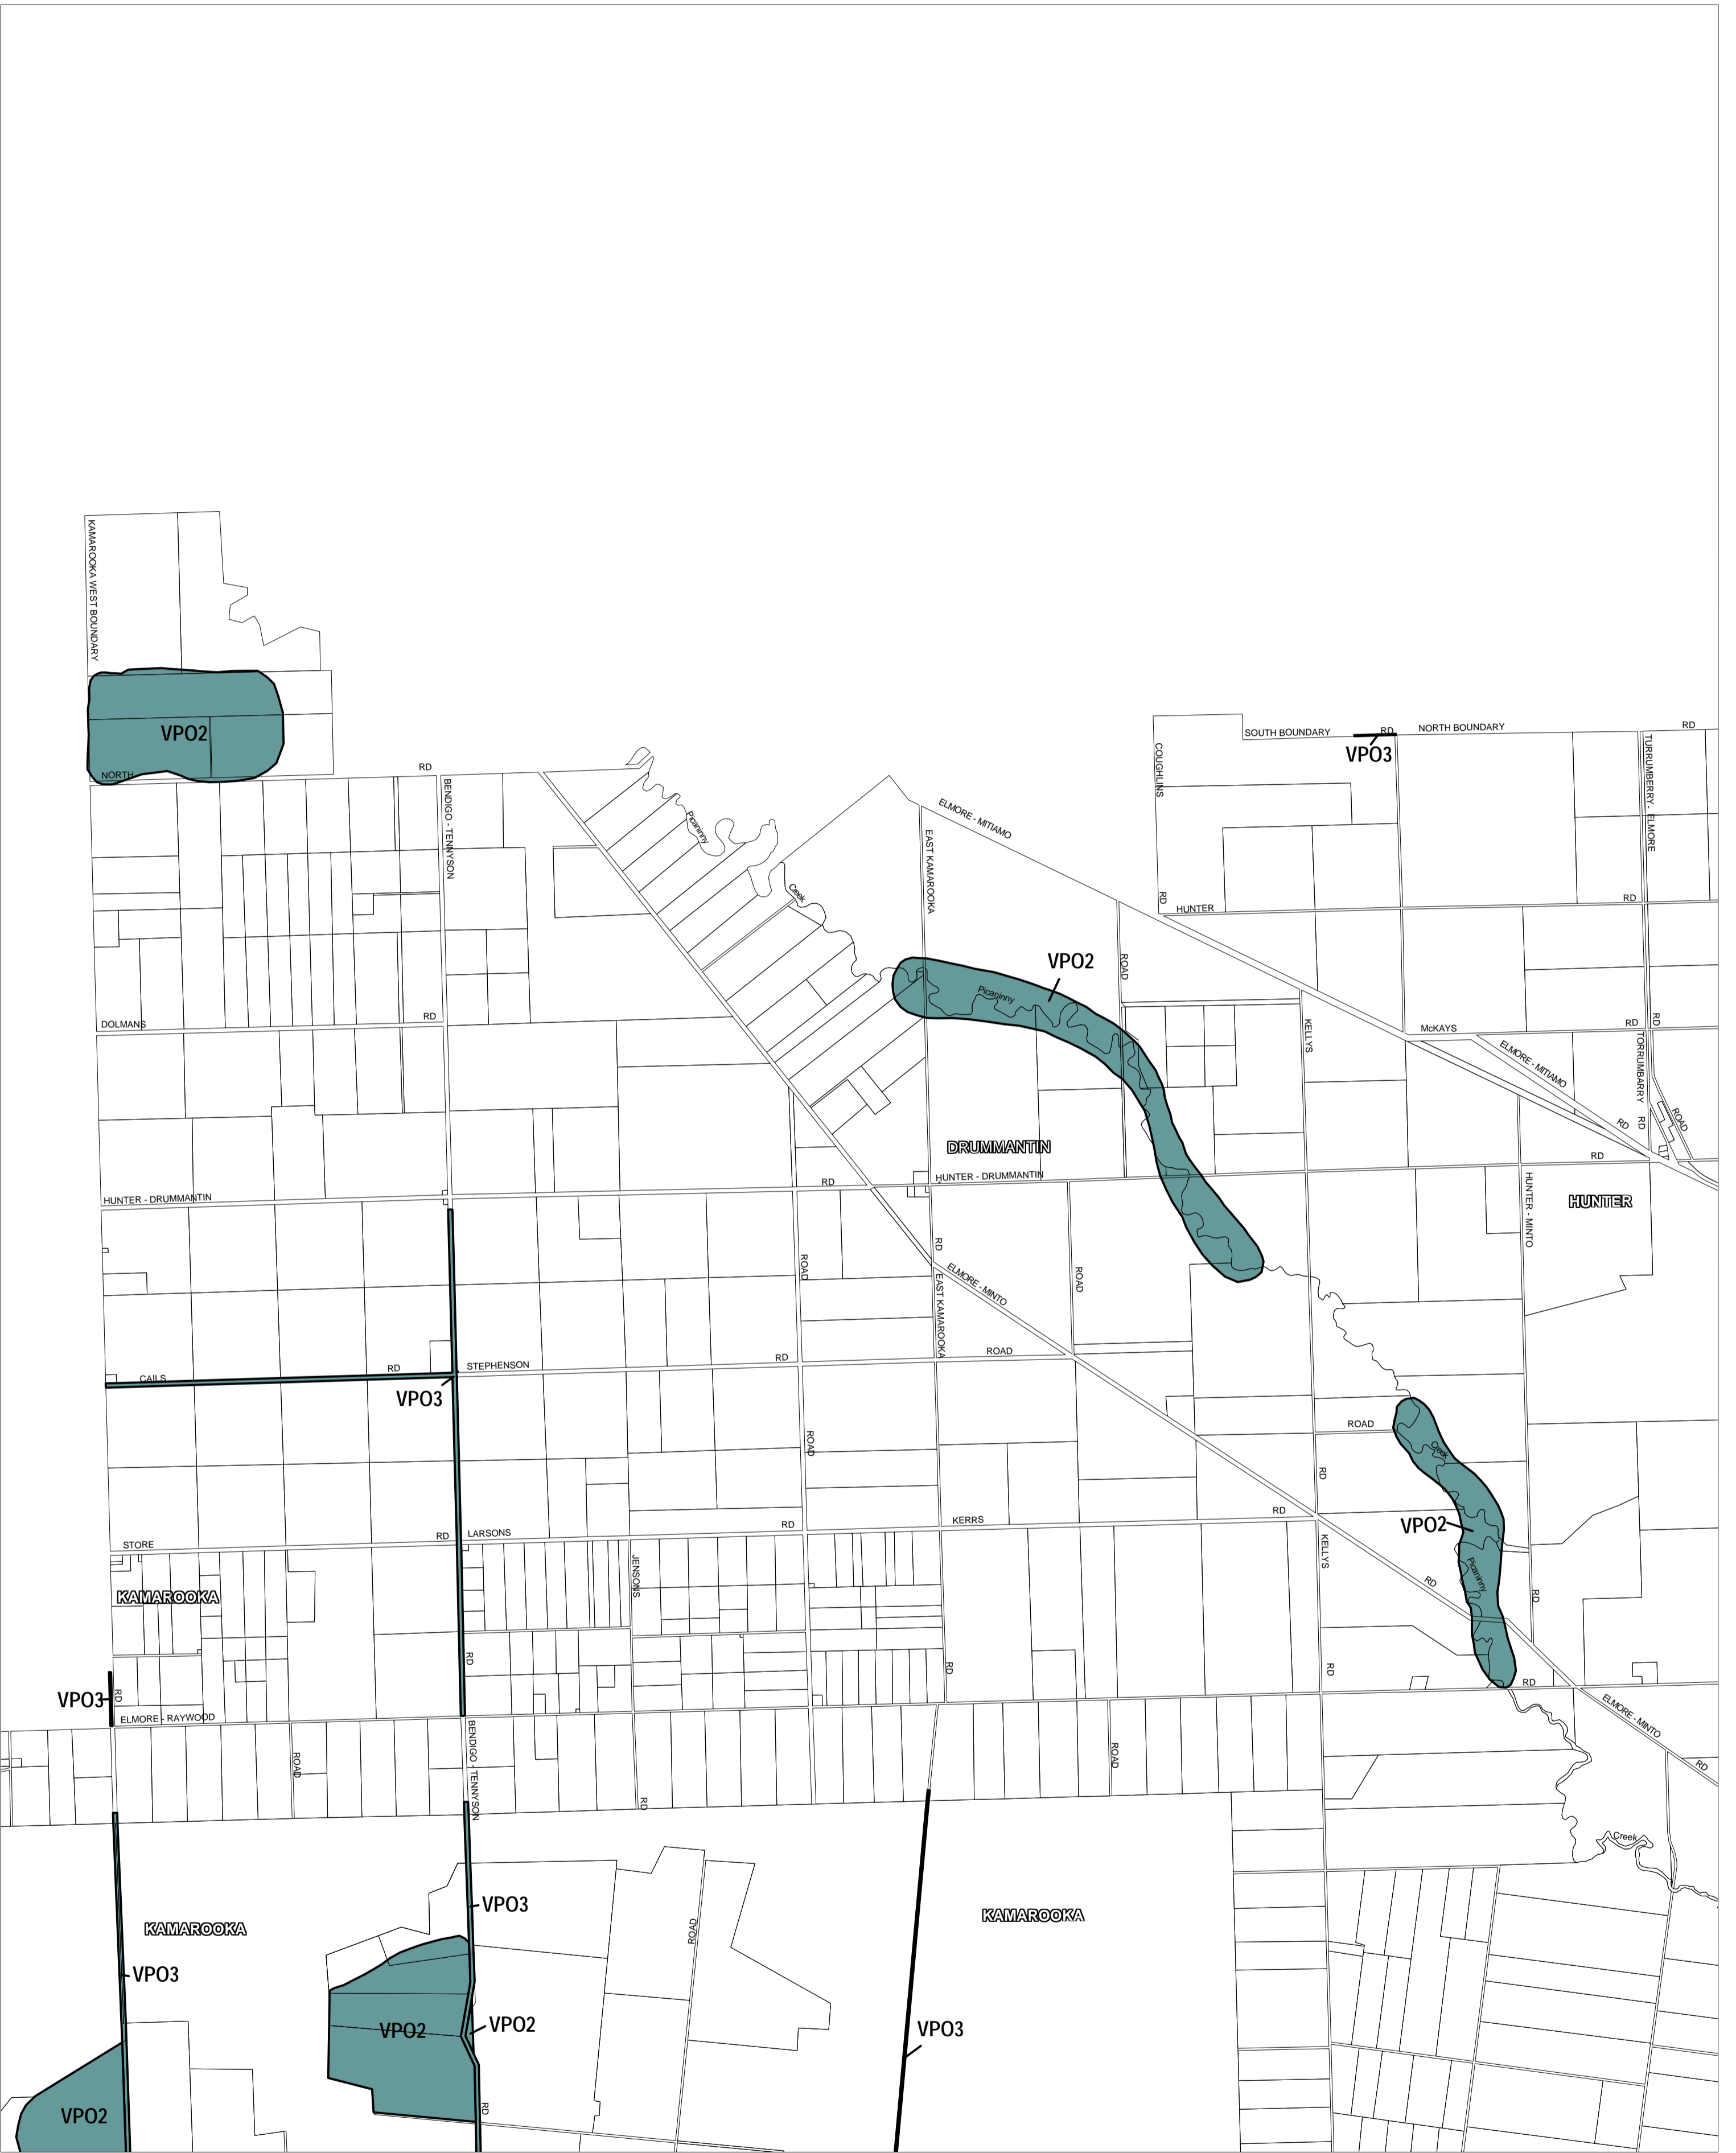 KAMAROOKA WEST BOUNDARY
VPO2
NORTH
RD
BENDIGO - TENNYSON
Picaninny
Creek
ELMORE - MITIAMO
EAST KAMAROOKA
COUGHLINS
RD
SOUTH BOUNDARY
RD
NORTH BOUNDARY
RD
VPO3
TURRUMBERRY - ELMORE
HUNTER
RD
VPO2
Picaninny
ROAD
KELLYS
DOLMANS
RD
McKAYS
RD
RD
ELMORE - MITIAMO
RD
TORRUMBARRY
RD
ROAD
DRUMMANTIN
HUNTER - DRUMMANTIN
RD
HUNTER - DRUMMANTIN
RD
HUNTER - MINTO
HUNTER
ROAD
RD
EAST KAMAROOKA
ELMORE - MINTO
ROAD
CAILS
RD
STEPHENSON
RD
ROAD
VPO3
ROAD
ROAD
RD
Creek
VPO2
Picaninny
STORE
RD
LARSONS
RD
KERRS
RD
KELLYS
RD
RD
JENSONS
KAMAROOKA
RD
RD
RD
RD
VPO3
RD
ELMORE - RAYWOOD
ROAD
BENDIGO - TENNYSON
RD
ROAD
ELMORE - MINTO
RD
Creek
KAMAROOKA
VPO3
VPO3
ROAD
KAMAROOKA
VPO2
VPO2
VPO3
VPO2
RD